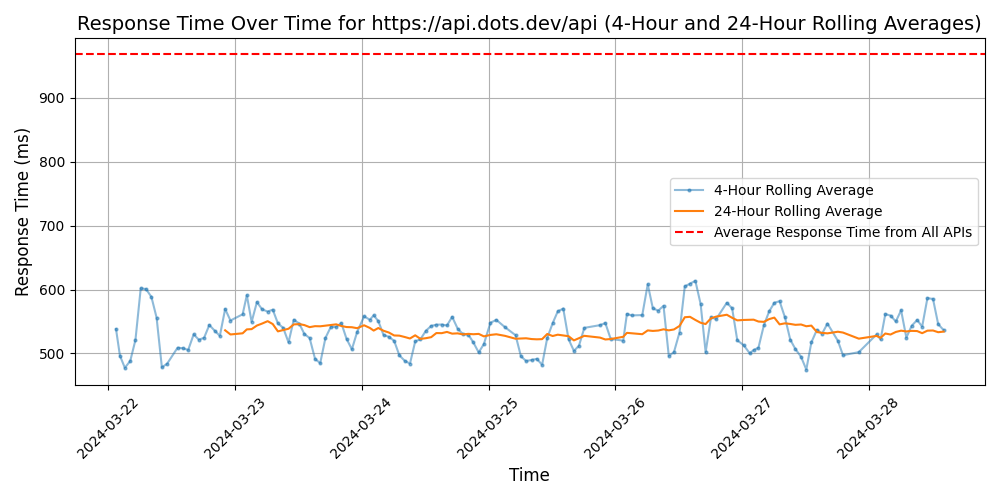 Response Time Over Time for https://api.dots.dev/api (4-Hour and 24-Hour Rolling Averages)
Response Time (ms)
900
800
700
600
500
4-Hour Rolling Average
24-Hour Rolling Average
Average Response Time from All APIs
2024-03-22
2024-03-23
2024-03-24
2024-03-25
2024-03-26
2024-03-27
2024-03-28
Time